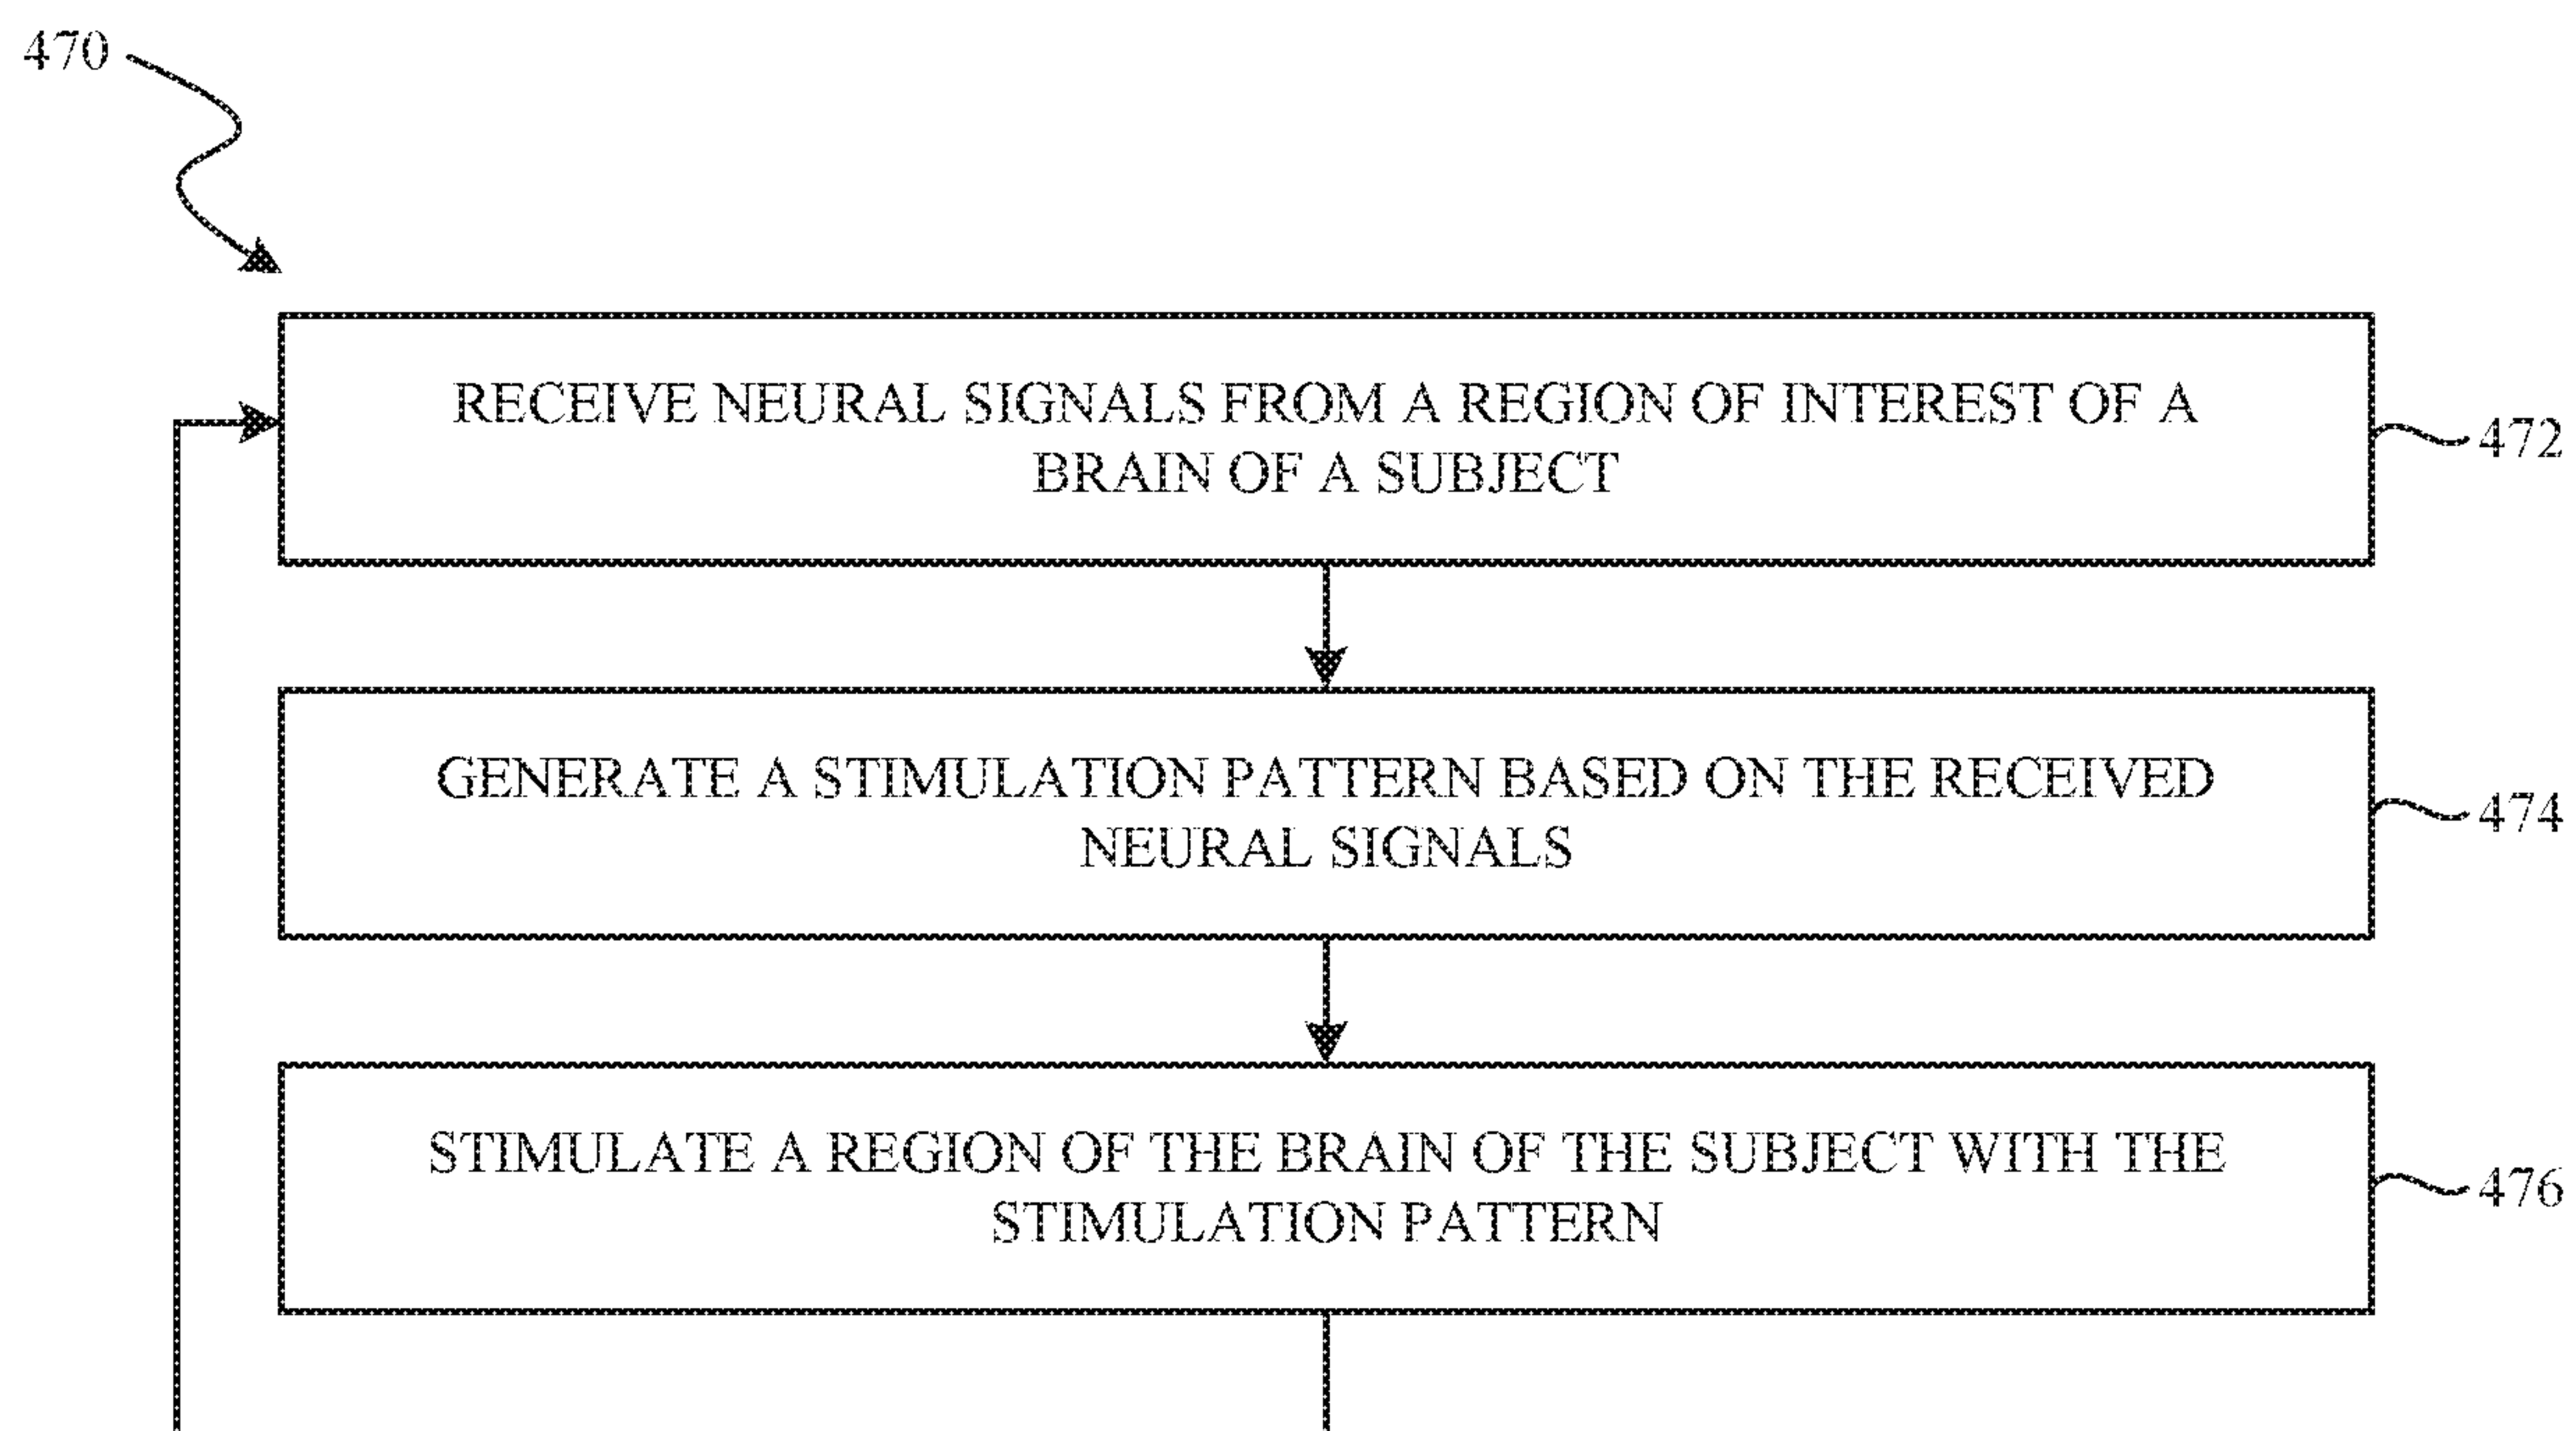 470
RECEIVE NEURAL SIGNALS FROM A REGION OF INTEREST OF A
BRAIN OF A SUBJECT
472
GENERATE A STIMULATION PATTERN BASED ON THE RECEIVED
NEURAL SIGNALS
474
STIMULATE A REGION OF THE BRAIN OF THE SUBJECT WITH THE
STIMULATION PATTERN
476